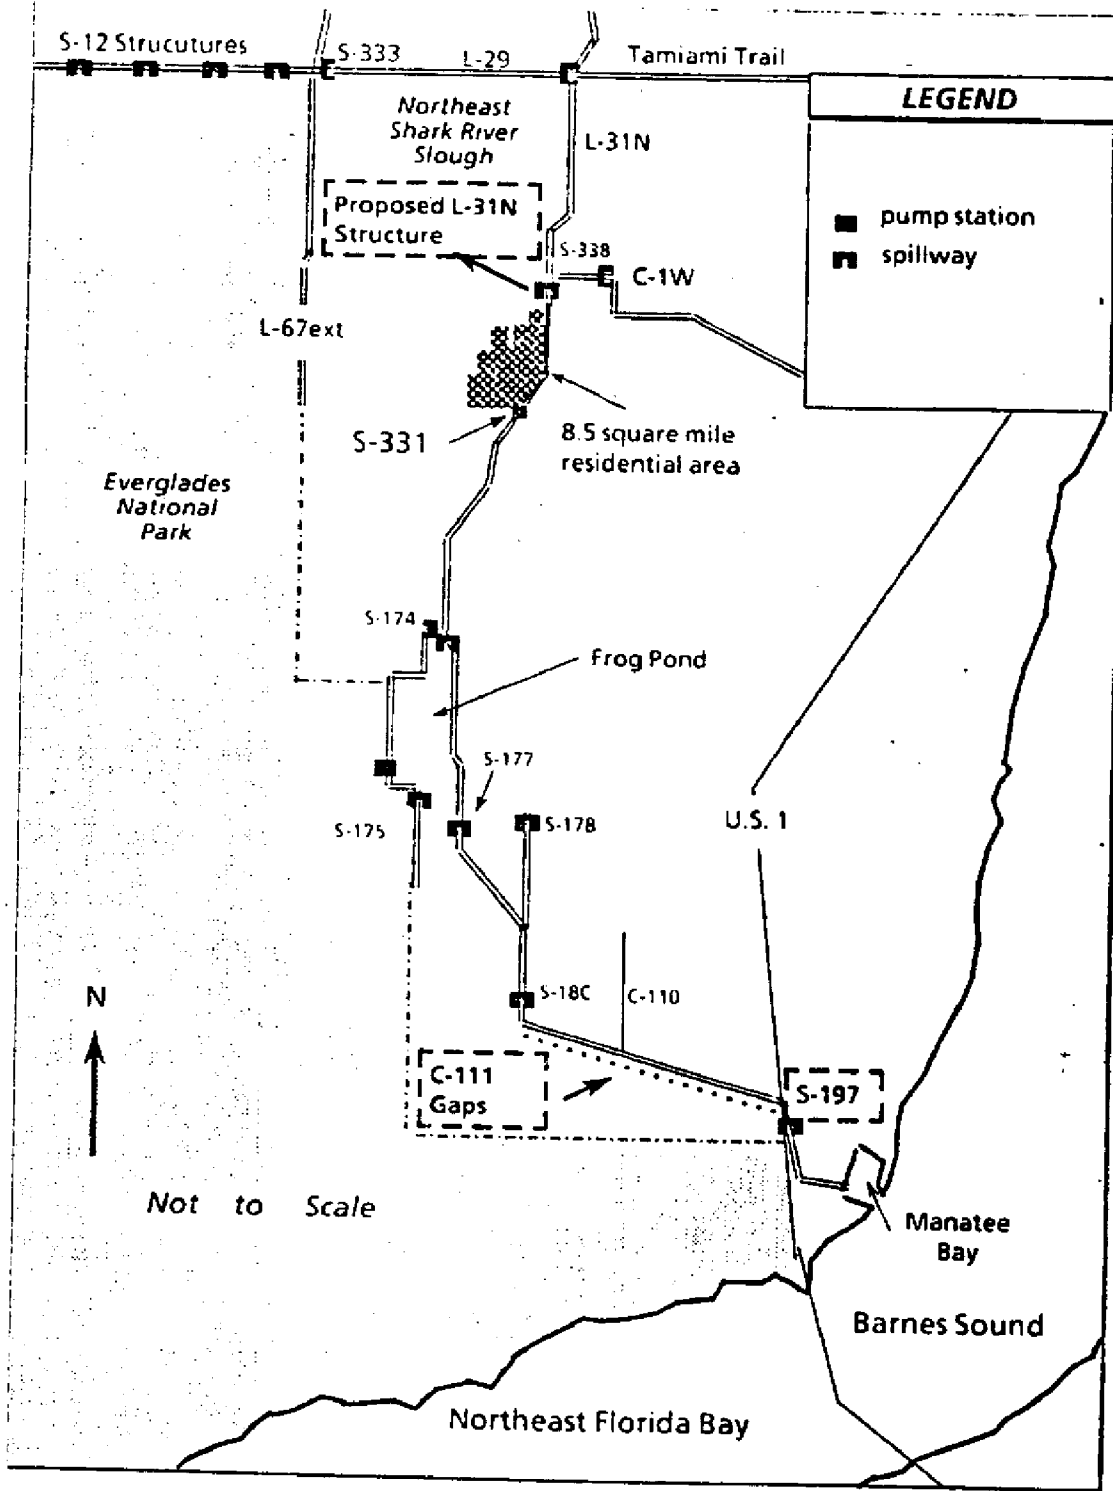 S-12 Strucutures
S-333
L-29
Tamiami Trail
LEGEND
pump station
spillway
Northeast
Shark River
Slough
L-31N
Proposed L-31N
Structure
S-338
C-1W
L-67ext
S-331
8.5 square mile
residential area
Everglades
National
Park
S-174
Frog Pond
S-177
S-175
S-178
U.S. 1
N
S-18C
C-110
C-111
Gaps
S-197
Not to Scale
Manatee
Bay
Barnes Sound
Northeast Florida Bay